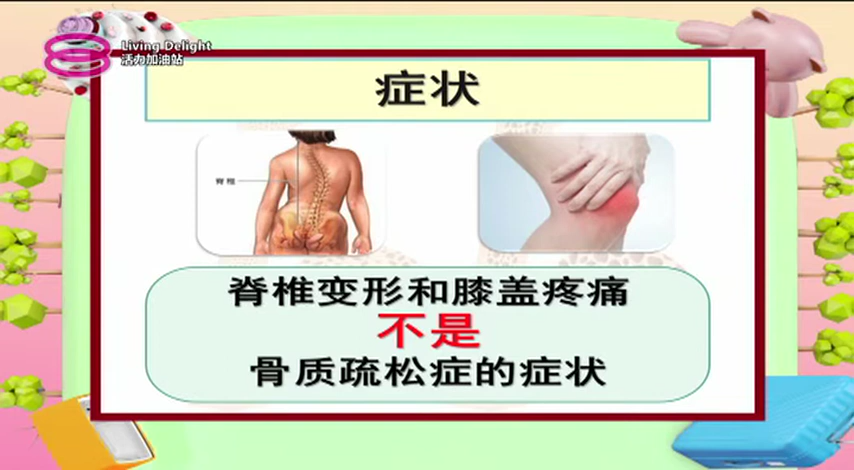 Living Delight
活力加油站
症状
脊椎
脊椎变形和膝盖疼痛
不是
骨质疏松症的症状